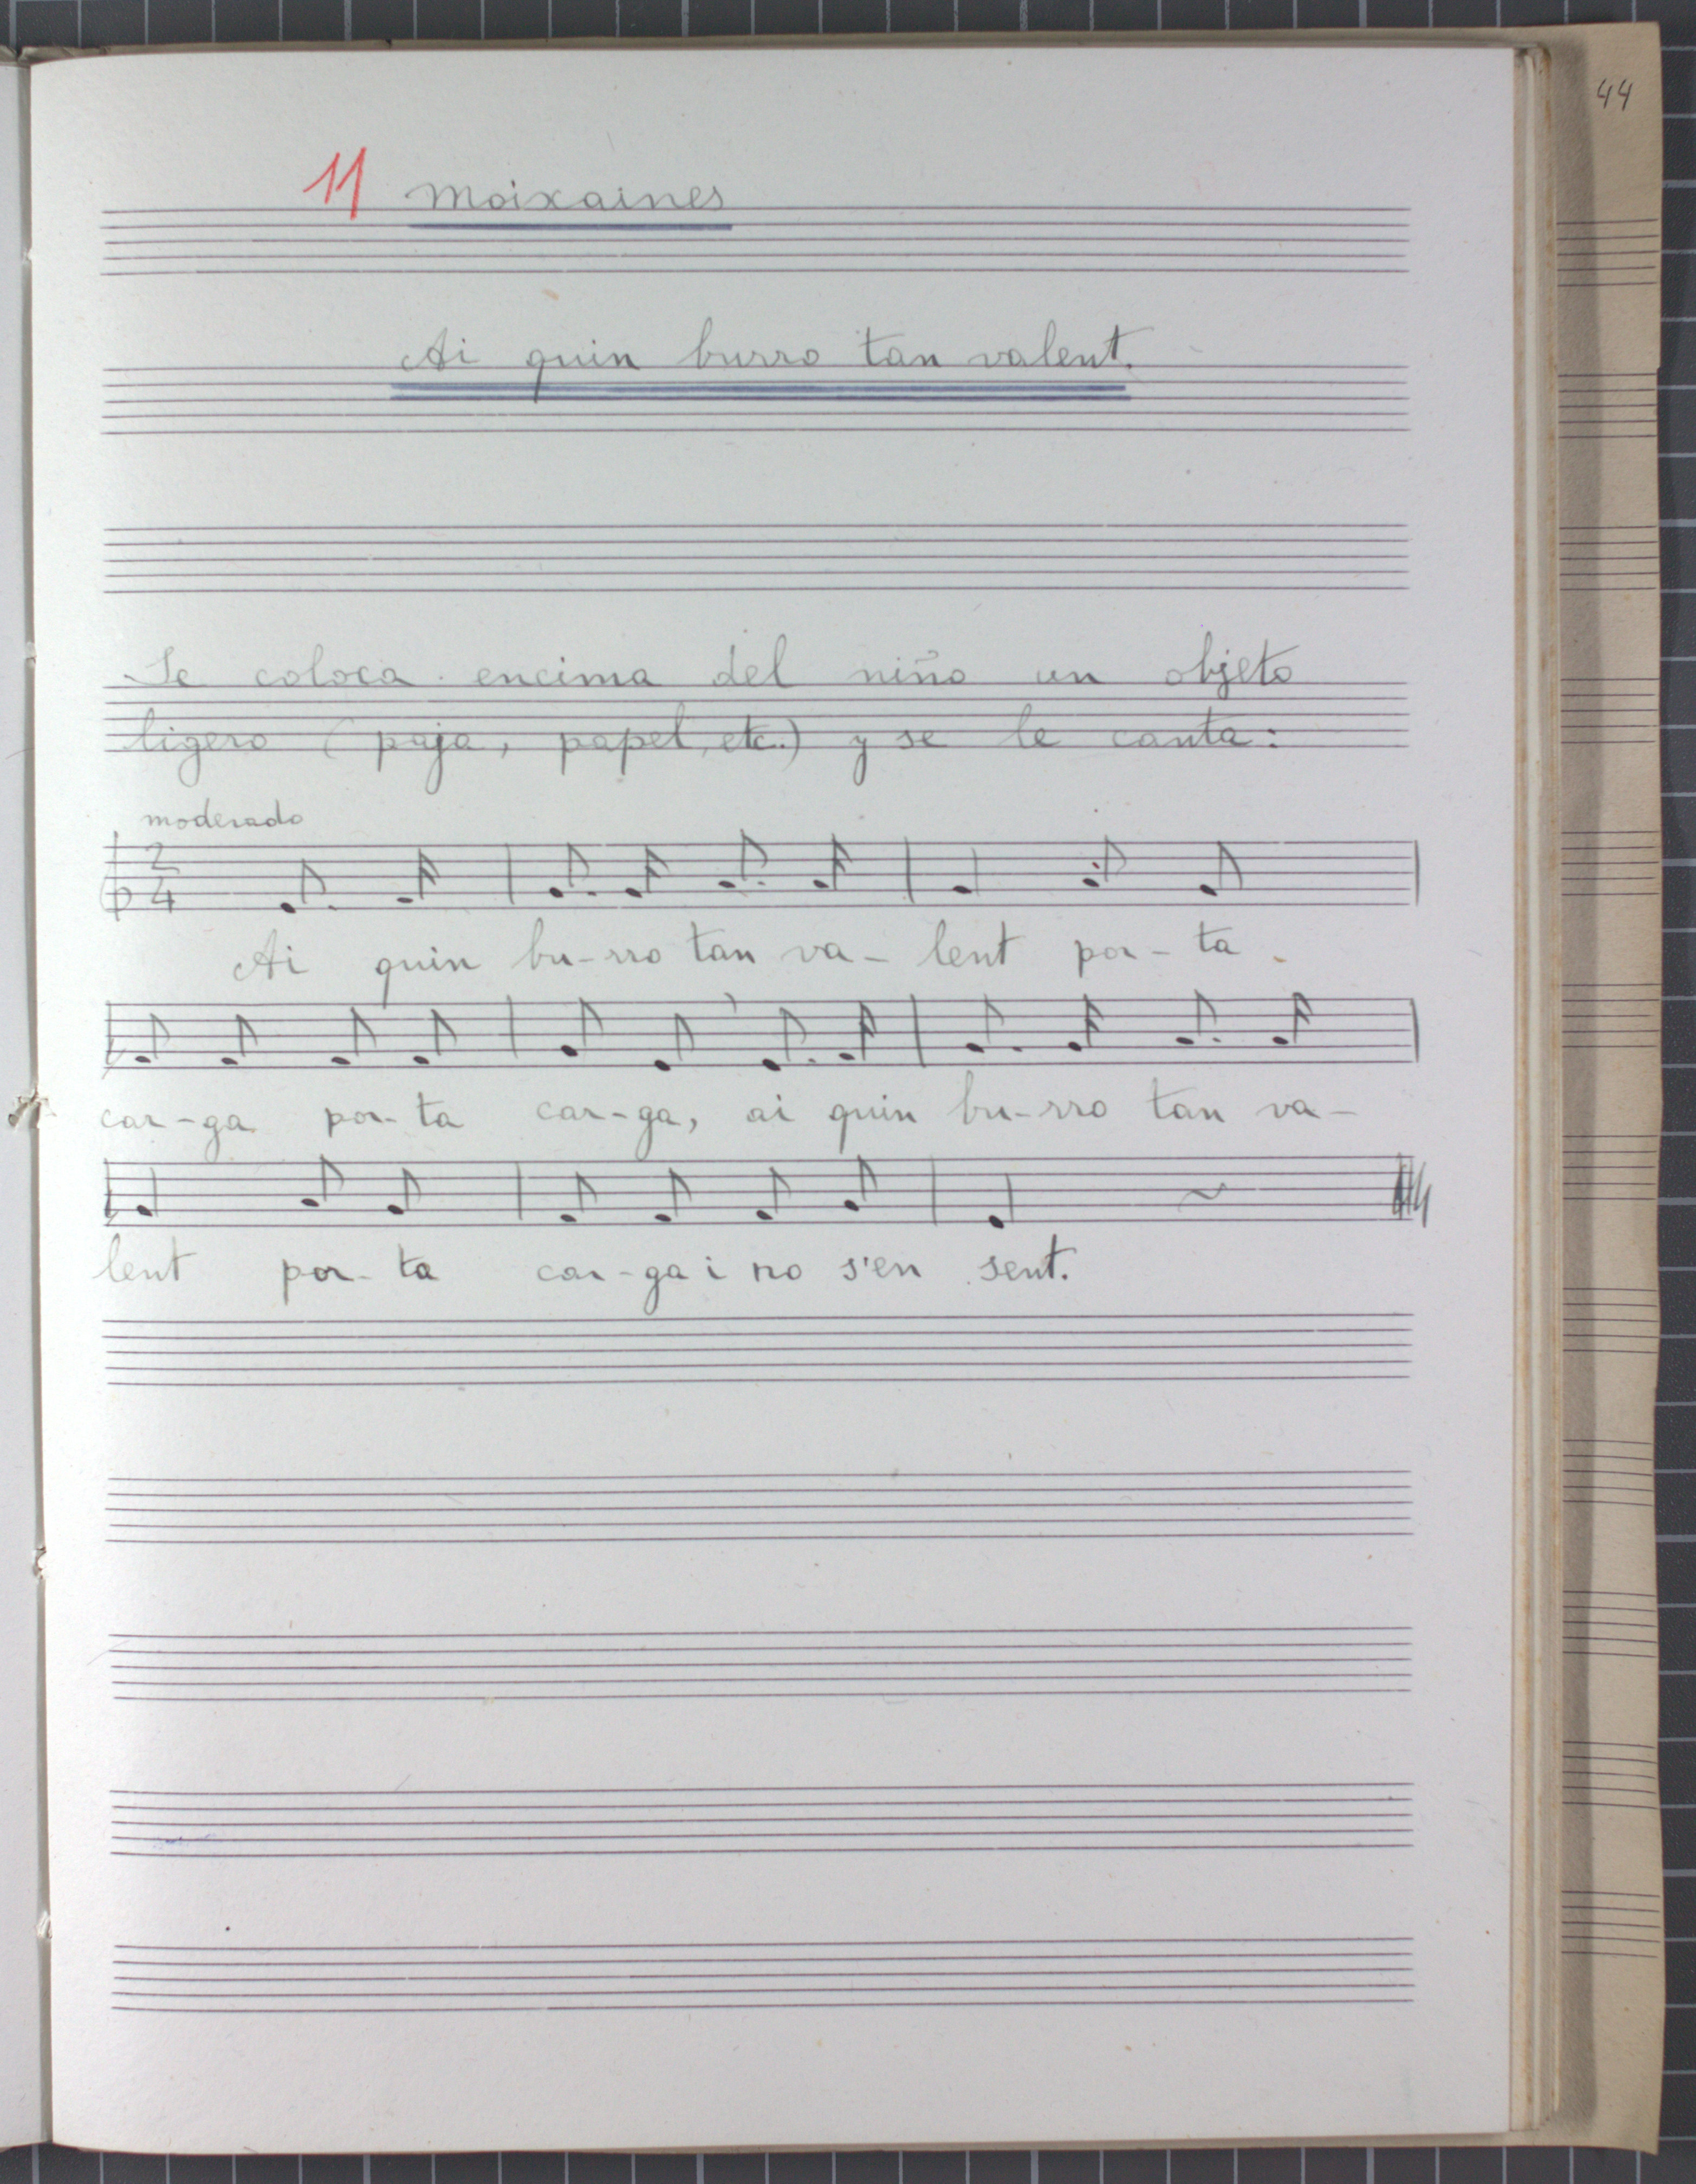 44
11 Moixaines
Ai quin burro tan valent.
Se coloca encima del niño un objeto
ligero (paja, papel, etc.) y se le canta:
moderado
2
4
Ai quin bu-rro tan va- lent por- ta
car-ga por-ta car-ga, ai quin bu-rro tan va-
lent por-ta car-ga i no s'en sent.